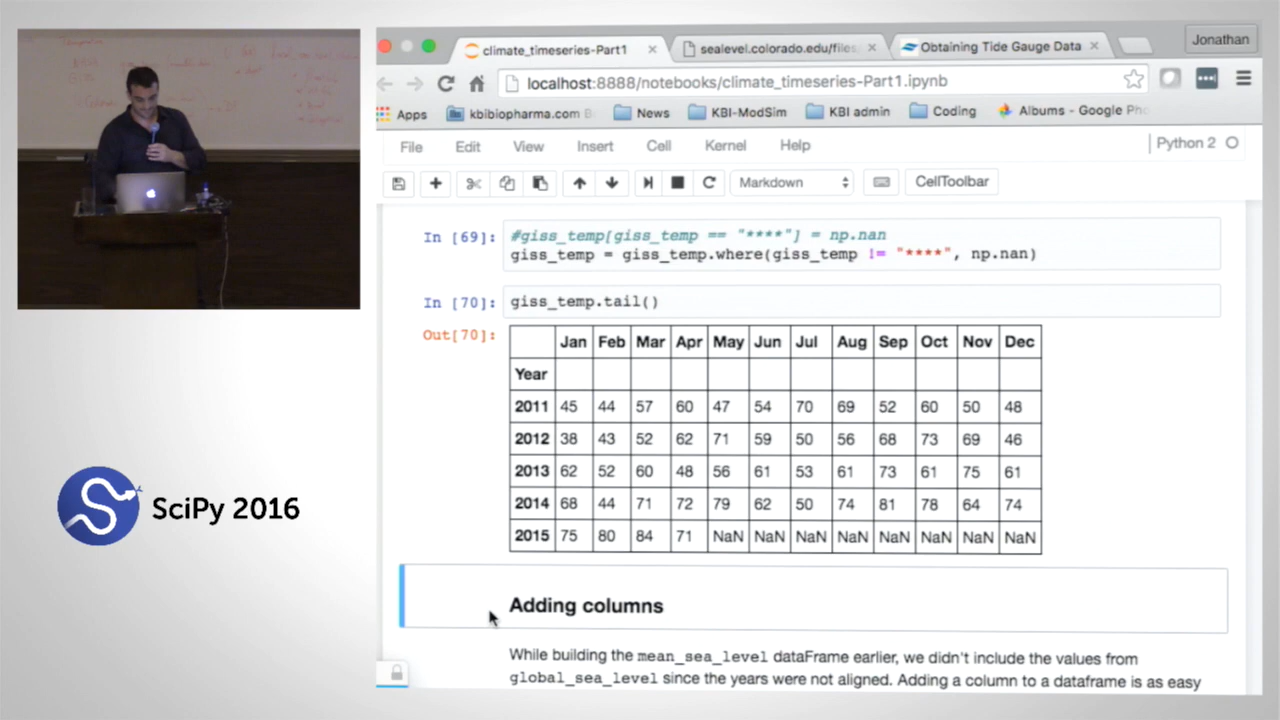 climate_timeseries-Part1
sealevel.colorado.edu/files
Obtaining Tide Gauge Data
Jonathan
localhost:8888/notebooks/climate_timeseries-Part1.ipynb
Apps
kbibiopharma.com
News
KBI-ModSim
KBI admin
Coding
Albums - Google Pho
File Edit View Insert Cell Kernel Help
Python 2
Markdown
CellToolbar
In [69]:
#giss_temp[giss_temp == "****"] = np.nan
giss_temp = giss_temp.where(giss_temp != "****", np.nan)
In [70]: giss_temp.tail()
Out[70]:
Jan Feb Mar Apr May Jun Jul Aug Sep Oct Nov Dec
Year
2011 45 44 57 60 47 54 70 69 52 60 50 48
2012 38 43 52 62 71 59 50 56 68 73 69 46
2013 62 52 60 48 56 61 53 61 73 61 75 61
2014 68 44 71 72 79 62 50 74 81 78 64 74
2015 75 80 84 71 NaN NaN NaN NaN NaN NaN NaN NaN
Adding columns
While building the mean_sea_level dataFrame earlier, we didn't include the values from
global_sea_level since the years were not aligned. Adding a column to a dataframe is as easy
S SciPy 2016